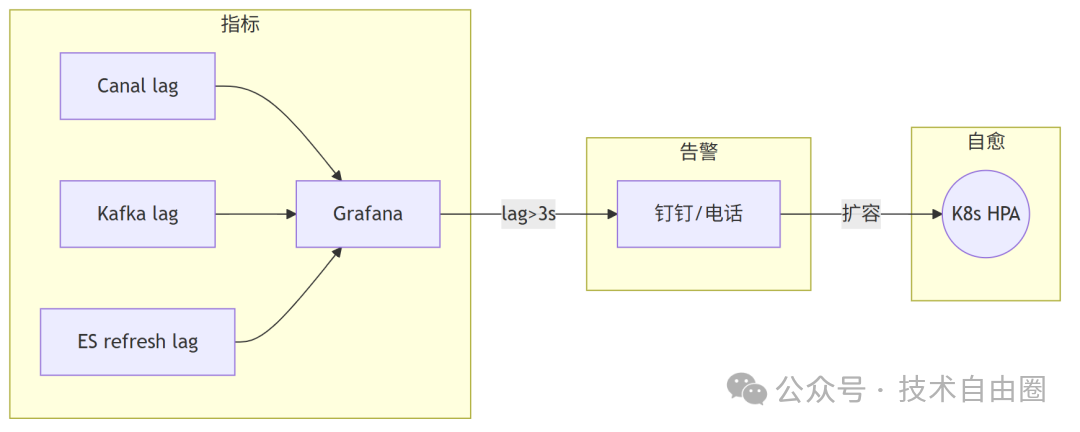 指标
Canal lag
Kafka lag
ES refresh lag
Grafana
lag>3s
告警
钉钉/电话
扩容
自愈
K8s HPA
公众号 · 技术自由圈